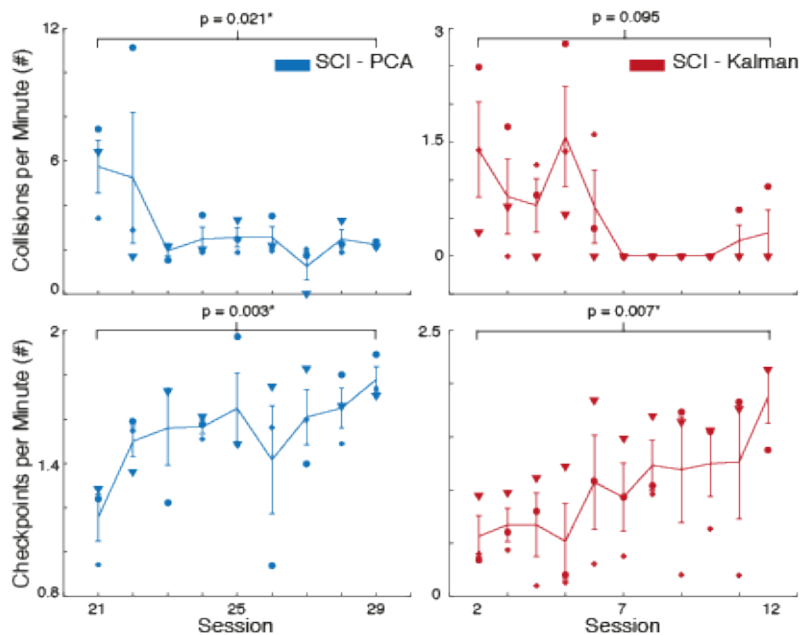 12
p = 0.021*
SCI - PCA
Collisions per Minute (#)
6
0
3
p = 0.095
SCI - Kalman
1.5
0
2
p = 0.003*
Checkpoints per Minute (#)
1.4
0.8
21
25
29
Session
2.5
p = 0.007*
0
2
7
12
Session